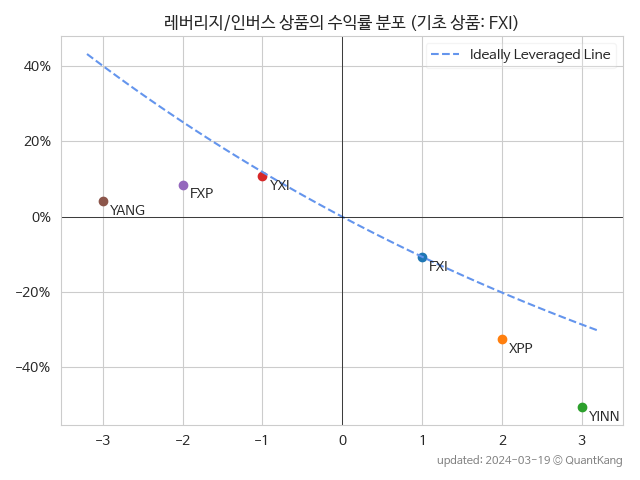 레버리지/인버스 상품의 수익률 분포 (기초 상품: FXI)
Ideally Leveraged Line
40%
20%
0%
−20%
−40%
YANG
FXP
YXI
FXI
XPP
YINN
−3
−2
−1
0
1
2
3
updated: 2024-03-19 © QuantKang